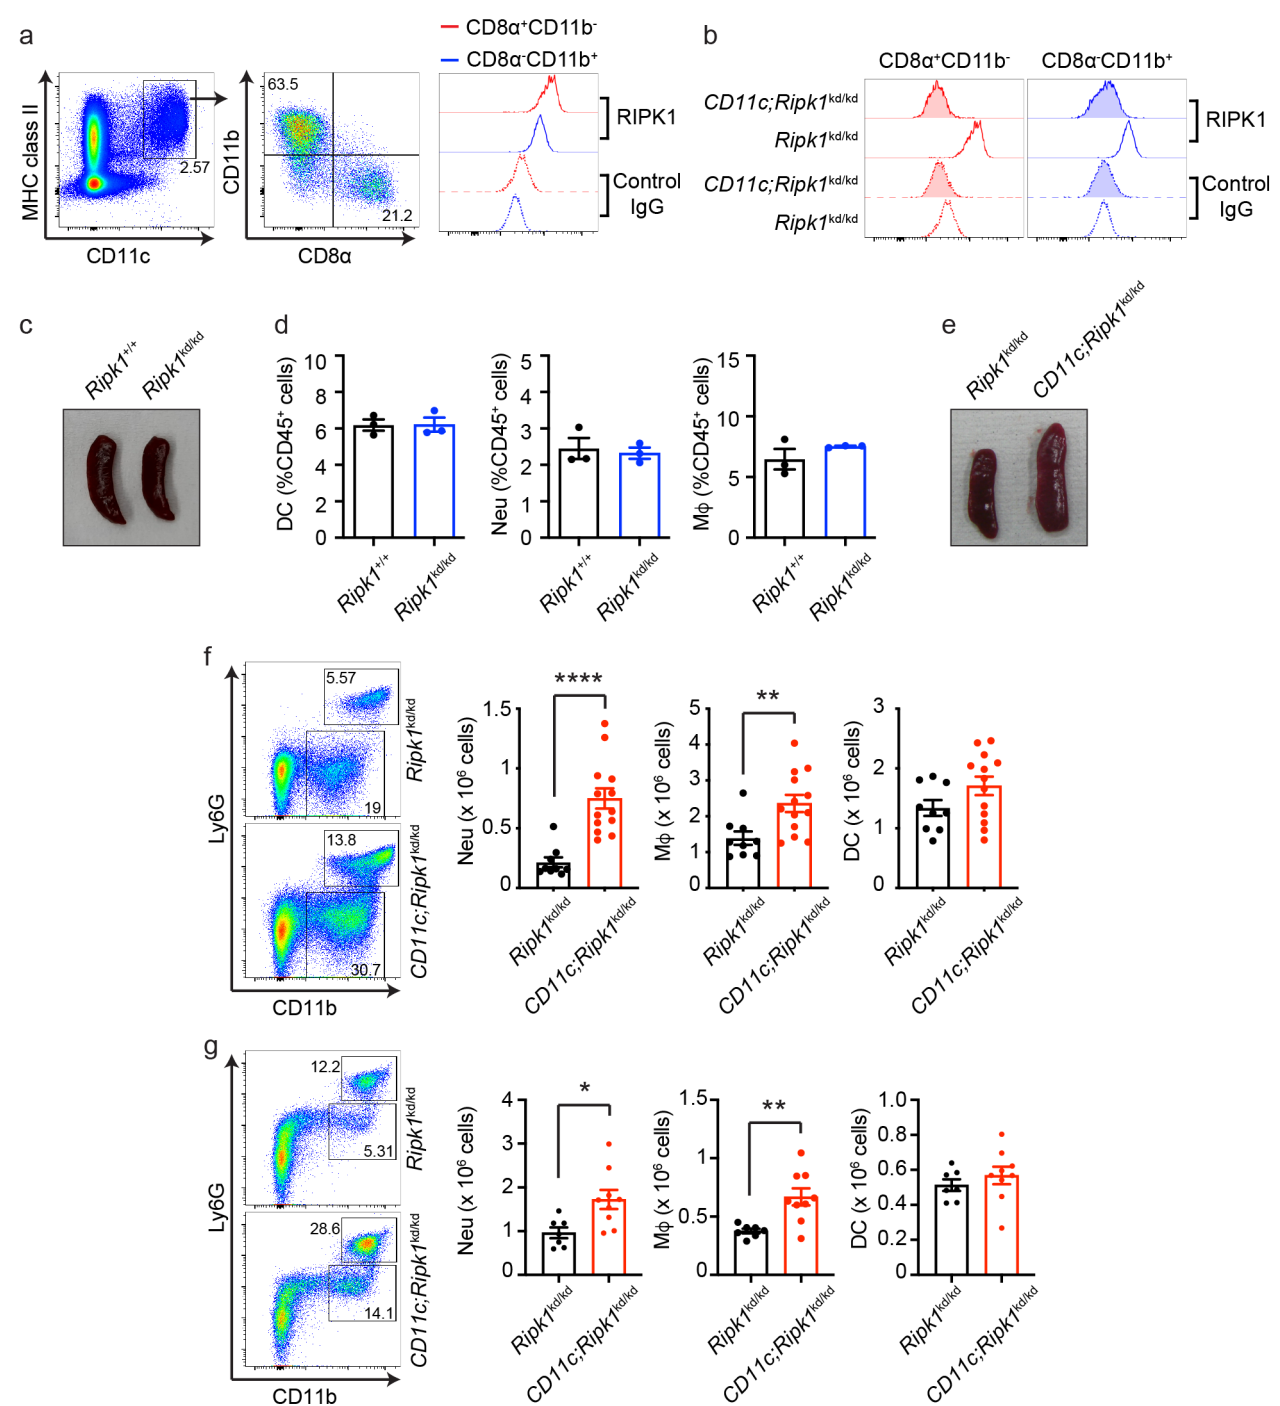 a
MHC class II
CD11c
2.57
CD11b
CD8α
63.5
21.2
CD8α⁺CD11b⁻
CD8α⁻CD11b⁺
RIPK1
Control
IgG
b
CD8α⁺CD11b⁻
CD8α⁻CD11b⁺
CD11c;Ripk1kd/kd
Ripk1kd/kd
CD11c;Ripk1kd/kd
Ripk1kd/kd
RIPK1
Control
IgG
c
Ripk1+/+
Ripk1kd/kd
d
DC (%CD45⁺ cells)
10
8
6
4
2
0
Ripk1+/+
Ripk1kd/kd
Neu (%CD45⁺ cells)
5
4
3
2
1
0
Ripk1+/+
Ripk1kd/kd
Mϕ (%CD45⁺ cells)
15
10
5
0
Ripk1+/+
Ripk1kd/kd
e
Ripk1kd/kd
CD11c;Ripk1kd/kd
f
Ly6G
CD11b
5.57
19
Ripk1kd/kd
13.8
30.7
CD11c;Ripk1kd/kd
Neu (x 10⁶ cells)
1.5
1
0.5
0
****
Ripk1kd/kd
CD11c;Ripk1kd/kd
Mϕ (x 10⁶ cells)
5
4
3
2
1
0
**
Ripk1kd/kd
CD11c;Ripk1kd/kd
DC (x 10⁶ cells)
3
2
1
0
Ripk1kd/kd
CD11c;Ripk1kd/kd
g
Ly6G
CD11b
12.2
5.31
Ripk1kd/kd
28.6
14.1
CD11c;Ripk1kd/kd
Neu (x 10⁶ cells)
4
3
2
1
0
*
Ripk1kd/kd
CD11c;Ripk1kd/kd
Mϕ (x 10⁶ cells)
1.5
1
0.5
0
**
Ripk1kd/kd
CD11c;Ripk1kd/kd
DC (x 10⁶ cells)
1.0
0.8
0.6
0.4
0.2
0
Ripk1kd/kd
CD11c;Ripk1kd/kd